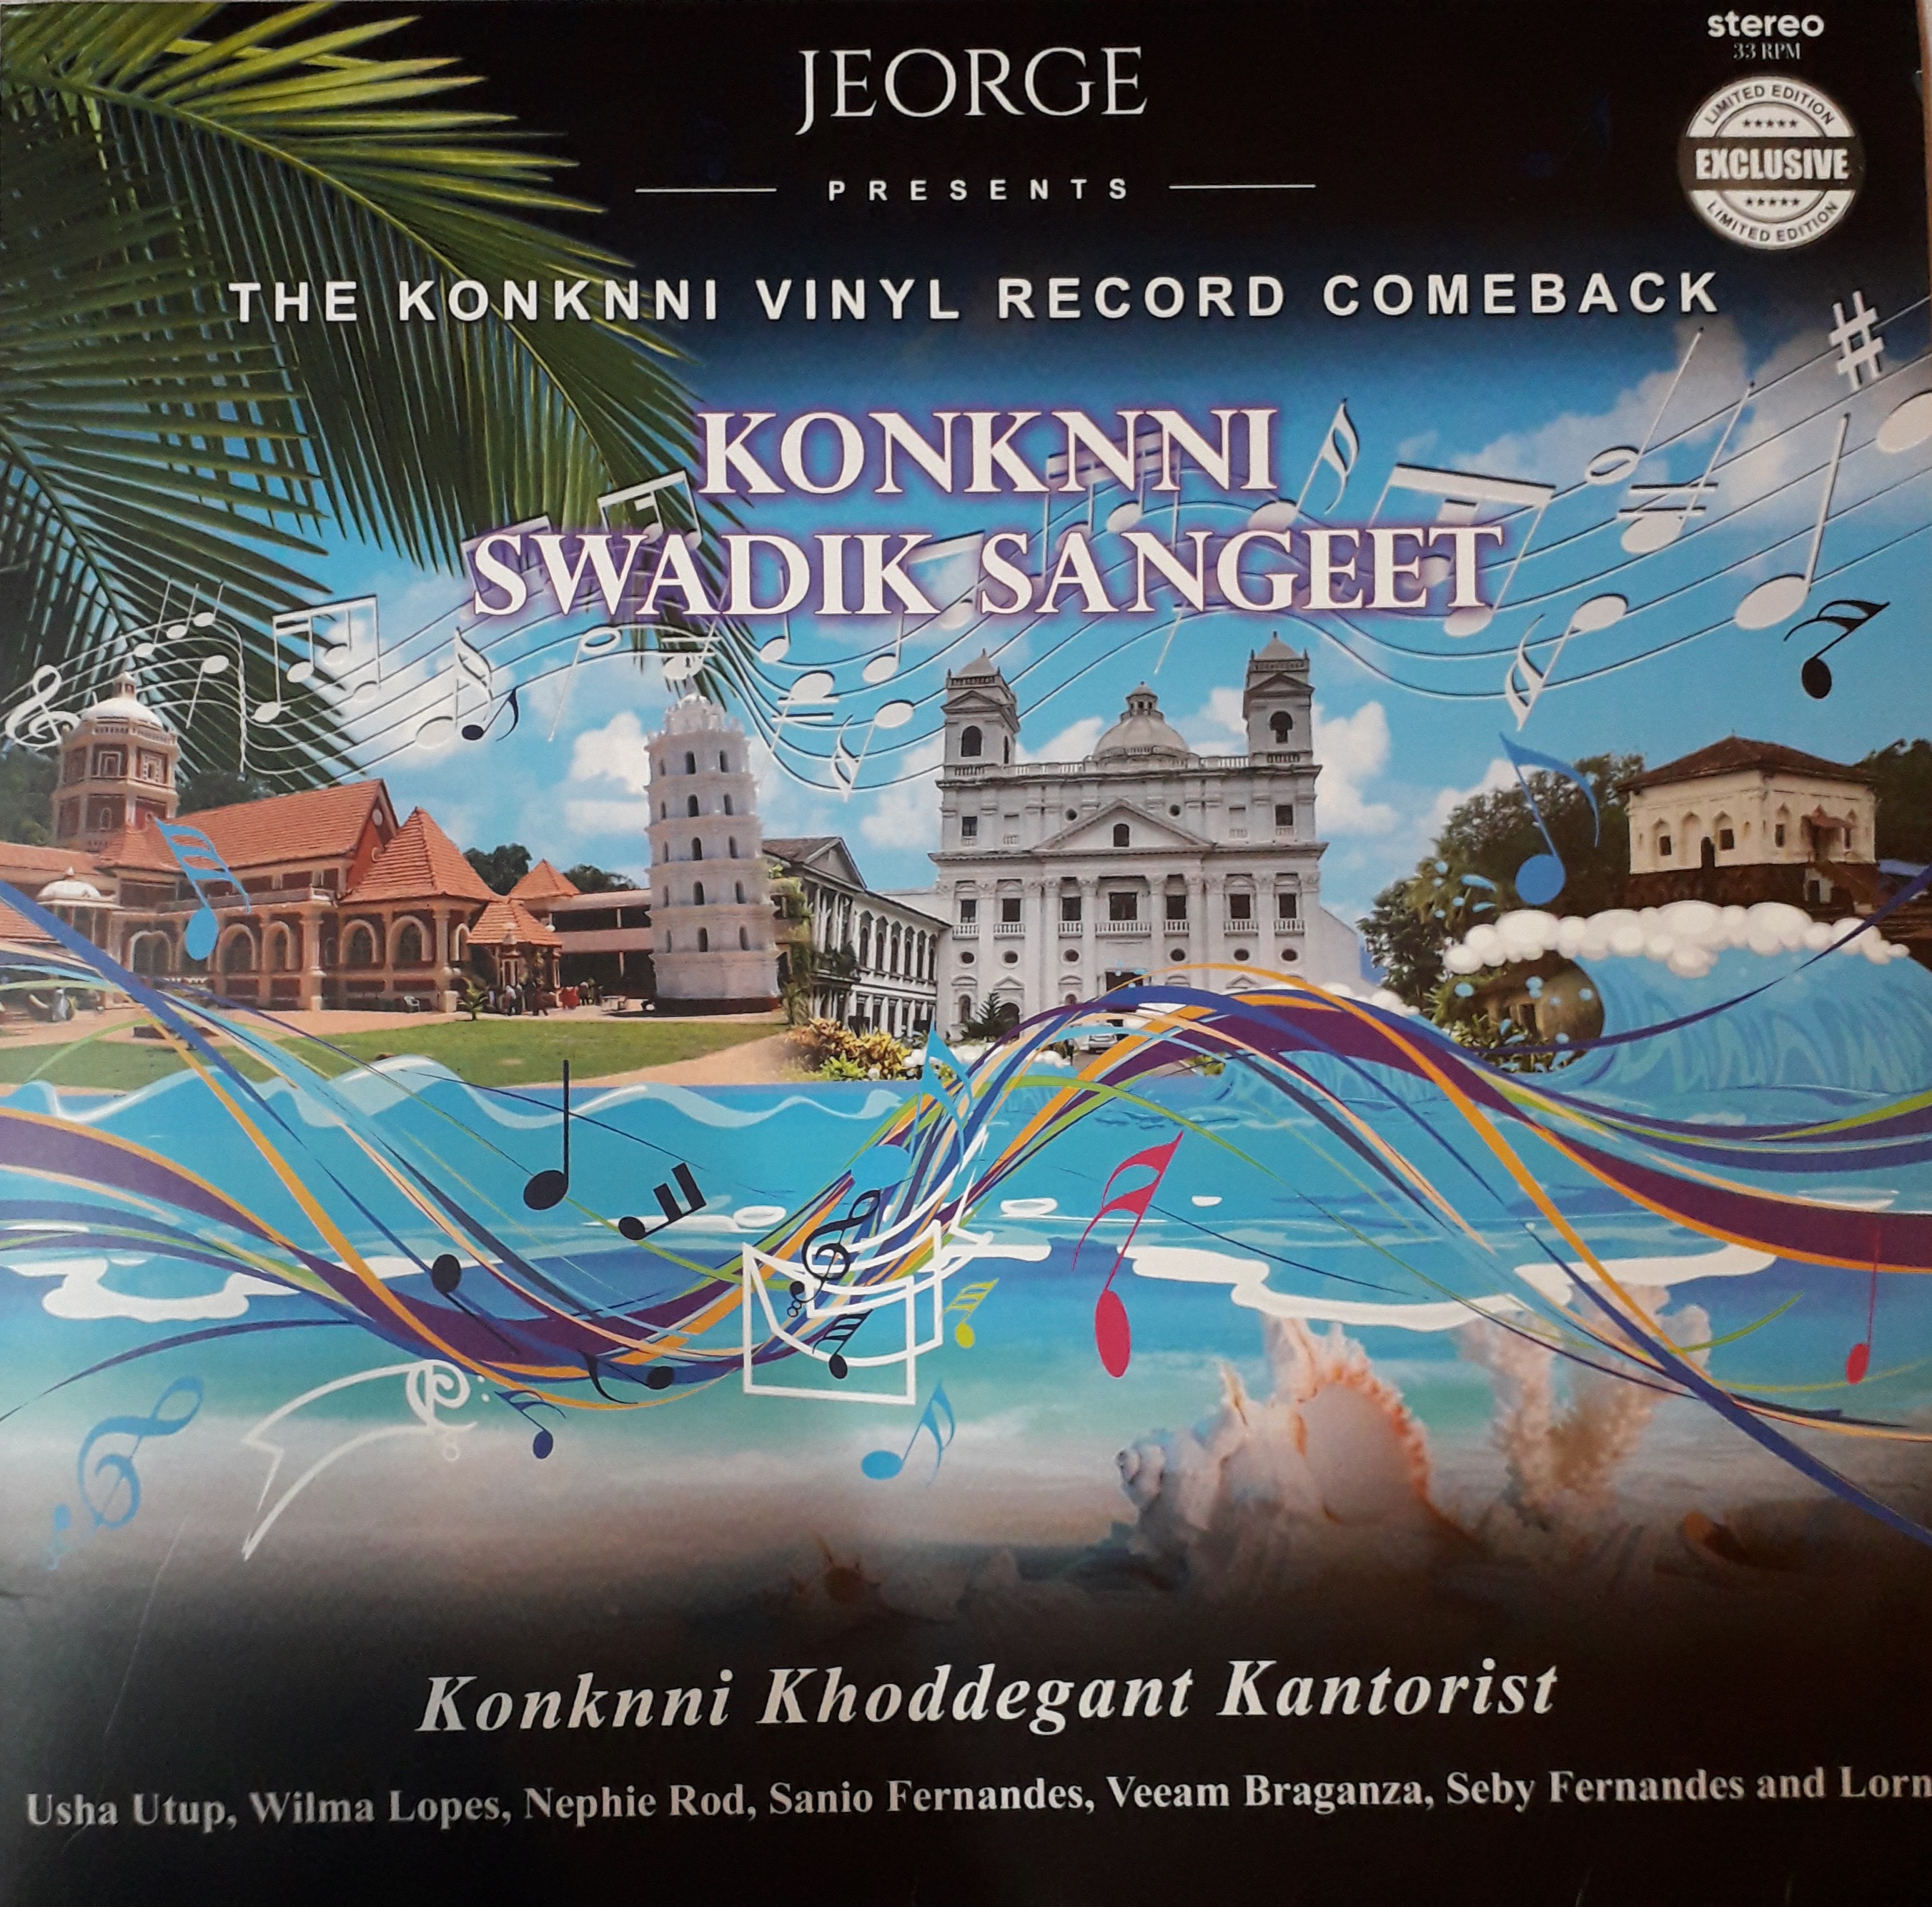 stereo
33 RPM
LIMITED EDITION
EXCLUSIVE
LIMITED EDITION
JEORGE
PRESENTS
THE KONKNNI VINYL RECORD COMEBACK
KONKNNI
SWADIK SANGEET
Konknni Khoddegant Kantorist
Usha Utup, Wilma Lopes, Nephie Rod, Sanio Fernandes, Veeam Braganza, Seby Fernandes and